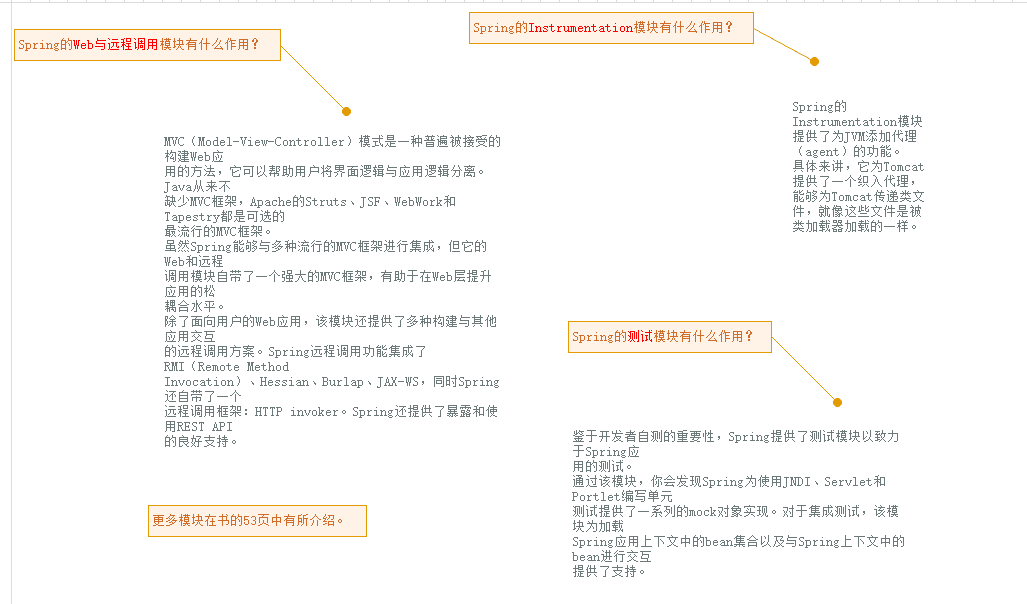 Spring的Web与远程调用模块有什么作用?
MVC（Model-View-Controller）模式是一种普遍被接受的
构建Web应
用的方法，它可以帮助用户将界面逻辑与应用逻辑分离。
Java从来不
缺少MVC框架，Apache的Struts、JSF、WebWork和
Tapestry都是可选的
最流行的MVC框架。
虽然Spring能够与多种流行的MVC框架进行集成，但它的
Web和远程
调用模块自带了一个强大的MVC框架，有助于在Web层提升
应用的松
耦合水平。
除了面向用户的Web应用，该模块还提供了多种构建与其他
应用交互
的远程调用方案。Spring远程调用功能集成了
RMI（Remote Method
Invocation）、Hessian、Burlap、JAX-WS，同时Spring
还自带了一个
远程调用框架：HTTP invoker。Spring还提供了暴露和使
用REST API
的良好支持。
更多模块在书的53页中有所介绍。
Spring的Instrumentation模块有什么作用?
Spring的
Instrumentation模块
提供了为JVM添加代理
（agent）的功能。
具体来讲，它为Tomcat
提供了一个织入代理，
能够为Tomcat传递类文
件，就像这些文件是被
类加载器加载的一样。
Spring的测试模块有什么作用?
鉴于开发者自测的重要性，Spring提供了测试模块以致力
于Spring应
用的测试。
通过该模块，你会发现Spring为使用JNDI、Servlet和
Portlet编写单元
测试提供了一系列的mock对象实现。对于集成测试，该模
块为加载
Spring应用上下文中的bean集合以及与Spring上下文中的
bean进行交互
提供了支持。